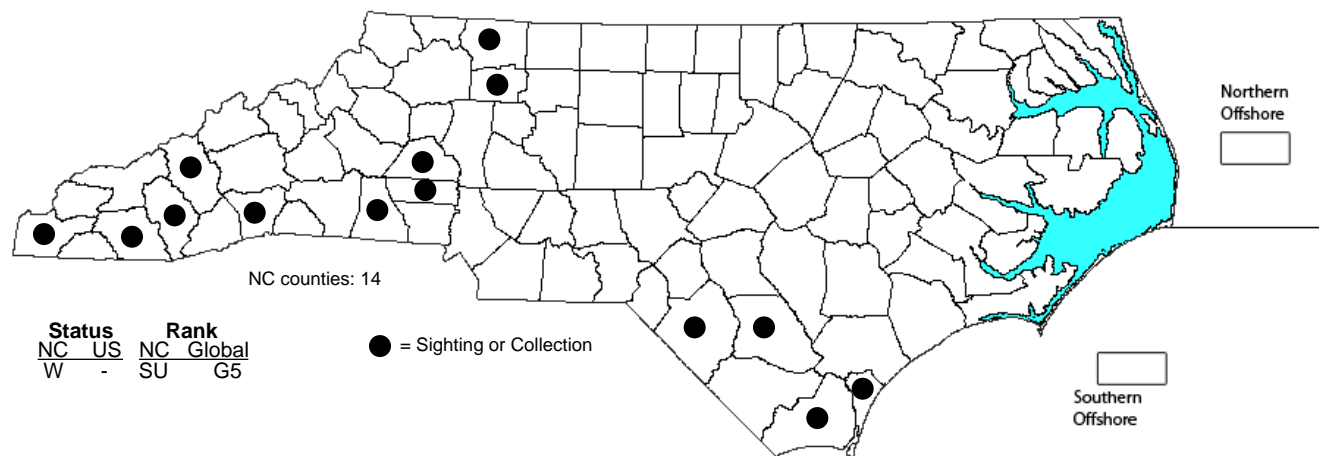 Northern
Offshore
NC counties: 14
Status Rank
NC US NC Global
W - SU G5
= Sighting or Collection
Southern
Offshore